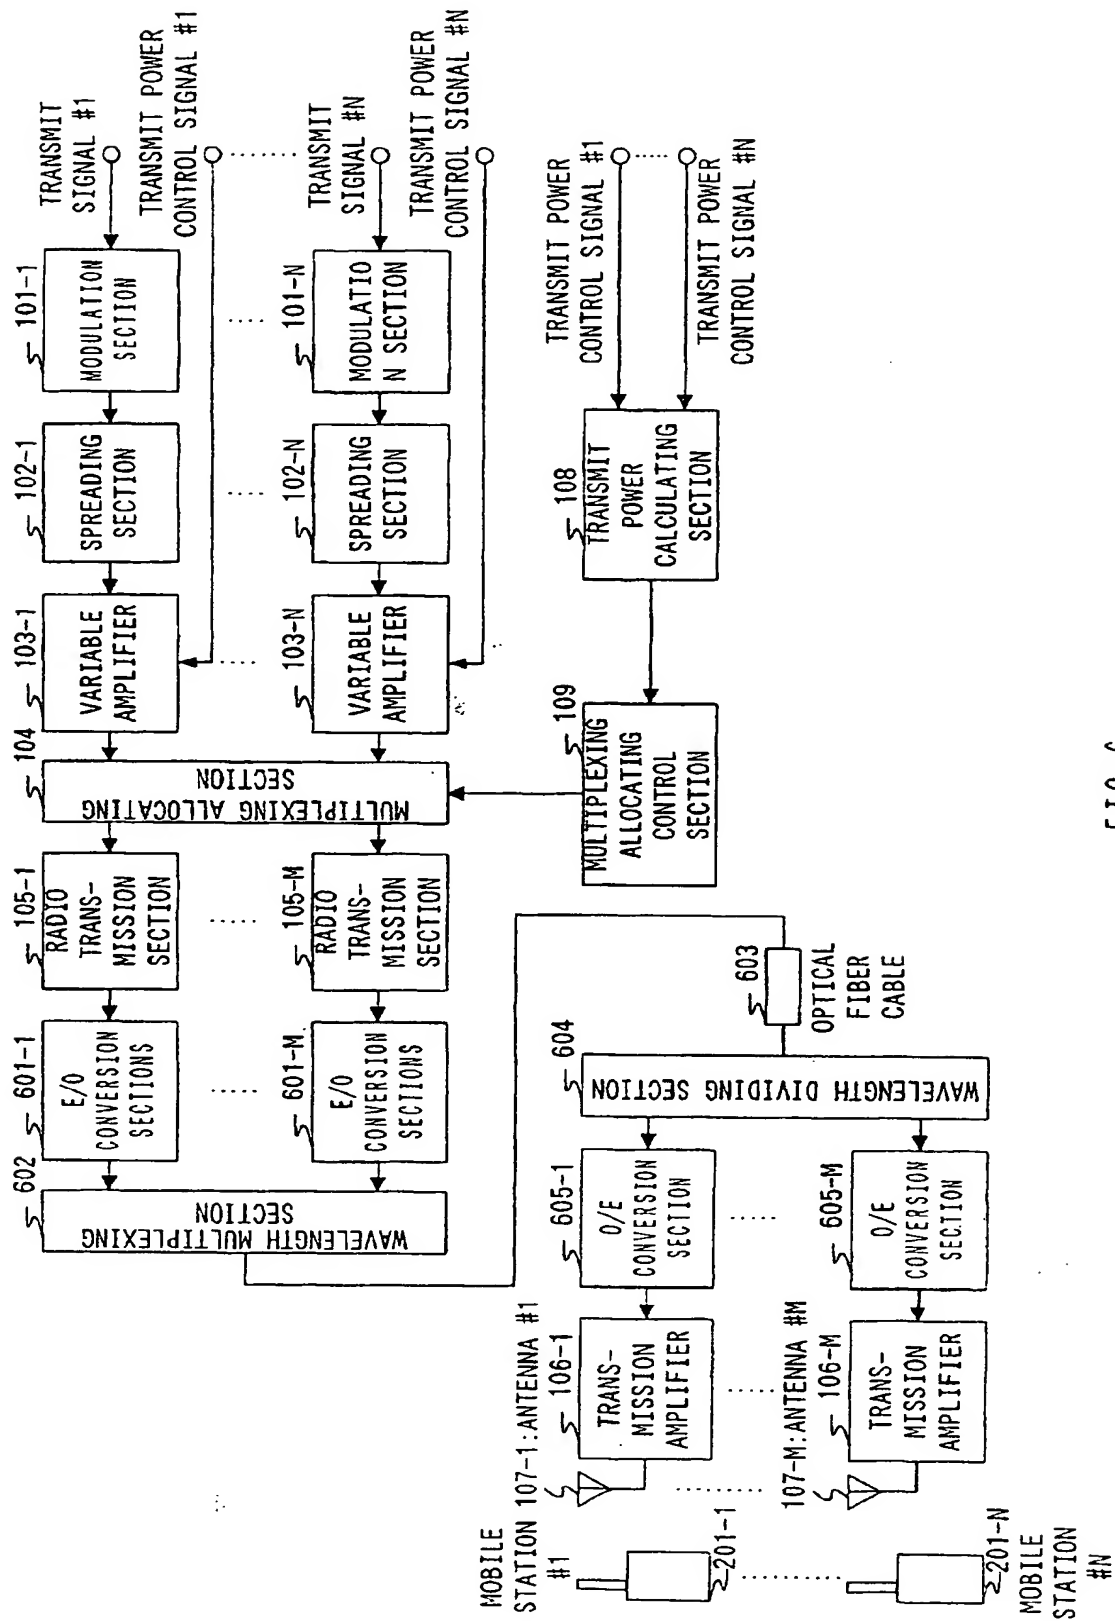 TRANSMIT
SIGNAL #1
TRANSMIT POWER
CONTROL SIGNAL #1
TRANSMIT
SIGNAL #N
TRANSMIT POWER
CONTROL SIGNAL #N
TRANSMIT POWER
CONTROL SIGNAL #1
TRANSMIT POWER
CONTROL SIGNAL #N
101-1
MODULATION
SECTION
101-N
MODULATIO
N SECTION
102-1
SPREADING
SECTION
102-N
SPREADING
SECTION
108
TRANSMIT
POWER
CALCULATING
SECTION
103-1
VARIABLE
AMPLIFIER
103-N
VARIABLE
AMPLIFIER
109
MULTIPLEXING
ALLOCATING
CONTROL
SECTION
104
MULTIPLEXING ALLOCATING
SECTION
105-1
RADIO
TRANS-
MISSION
SECTION
105-M
RADIO
TRANS-
MISSION
SECTION
601-1
E/O
CONVERSION
SECTIONS
601-M
E/O
CONVERSION
SECTIONS
602
WAVELENGTH MULTIPLEXING
SECTION
603
OPTICAL
FIBER
CABLE
604
WAVELENGTH DIVIDING SECTION
605-1
O/E
CONVERSION
SECTION
605-M
O/E
CONVERSION
SECTION
106-1
TRANS-
MISSION
AMPLIFIER
106-M
TRANS-
MISSION
AMPLIFIER
107-1:ANTENNA #1
107-M:ANTENNA #M
MOBILE
STATION
#1
201-1
201-N
MOBILE
STATION
#N